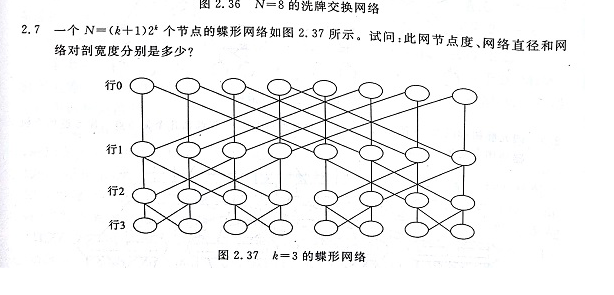 图 2.36 N=8 的洗牌交换网络
2.7 一个 N=(k+1)2ᵏ 个节点的蝶形网络如图 2.37 所示。试问：此网节点度、网络直径和网
络对剖宽度分别是多少？
行0
行1
行2
行3
图 2.37 k=3 的蝶形网络